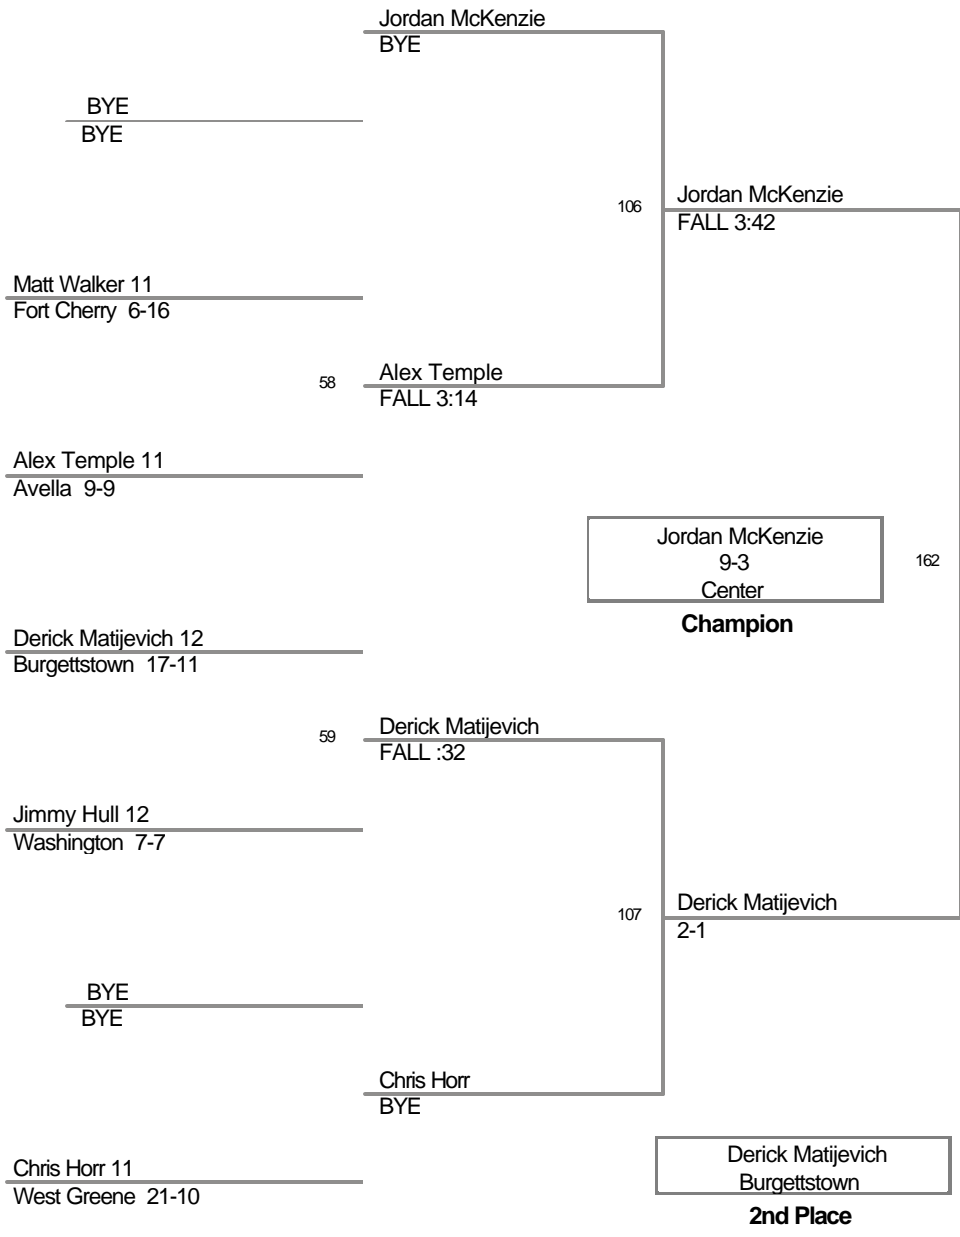 Jordan McKenzie
BYE
BYE
BYE
106
Jordan McKenzie
FALL 3:42
Matt Walker 11
Fort Cherry 6-16
58
Alex Temple
FALL 3:14
Alex Temple 11
Avella 9-9
Jordan McKenzie
9-3
Center
162
Champion
Derick Matijevich 12
Burgettstown 17-11
59
Derick Matijevich
FALL :32
Jimmy Hull 12
Washington 7-7
107
Derick Matijevich
2-1
BYE
BYE
Chris Horr
BYE
Chris Horr 11
West Greene 21-10
Derick Matijevich
Burgettstown
2nd Place